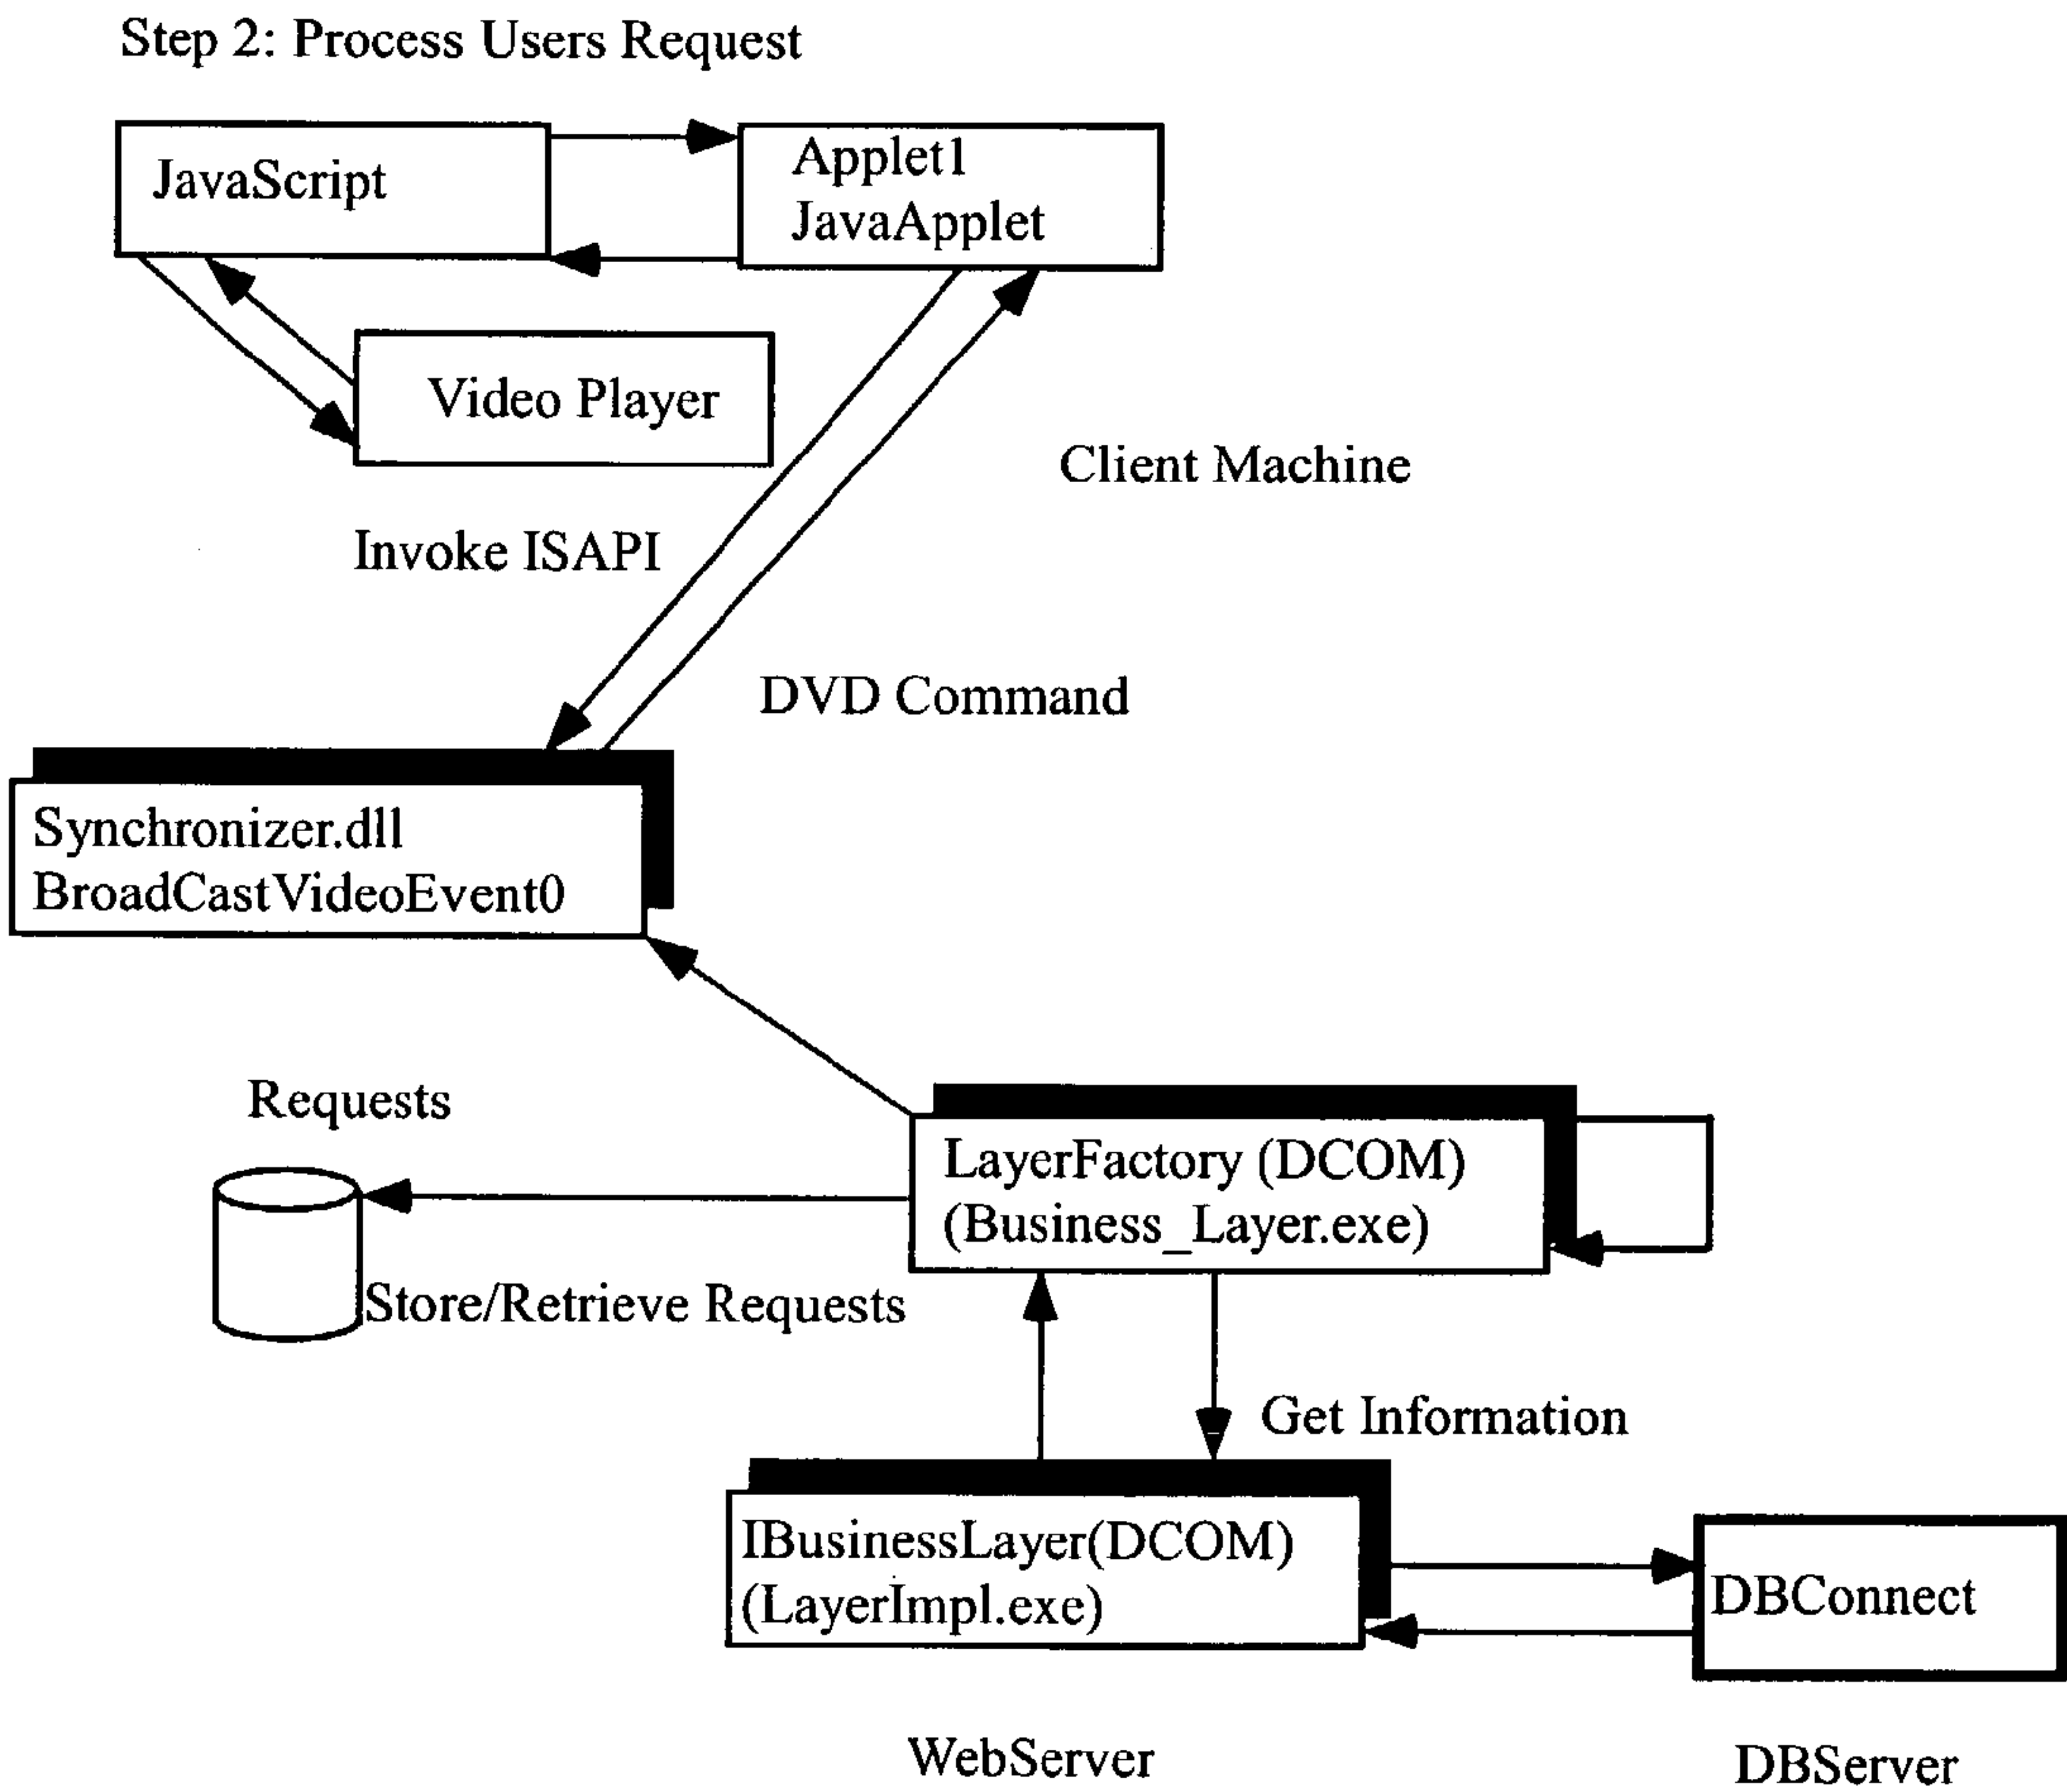 Step 2: Process Users Request
JavaScript
Applet1
JavaApplet
Video Player
Client Machine
Invoke ISAPI
DVD Command
Synchronizer.dll
BroadCastVideoEvent0
Requests
LayerFactory (DCOM)
(Business_Layer.exe)
Store/Retrieve Requests
Get Information
IBusinessLayer(DCOM)
(LayerImpl.exe)
DBConnect
WebServer
DBServer